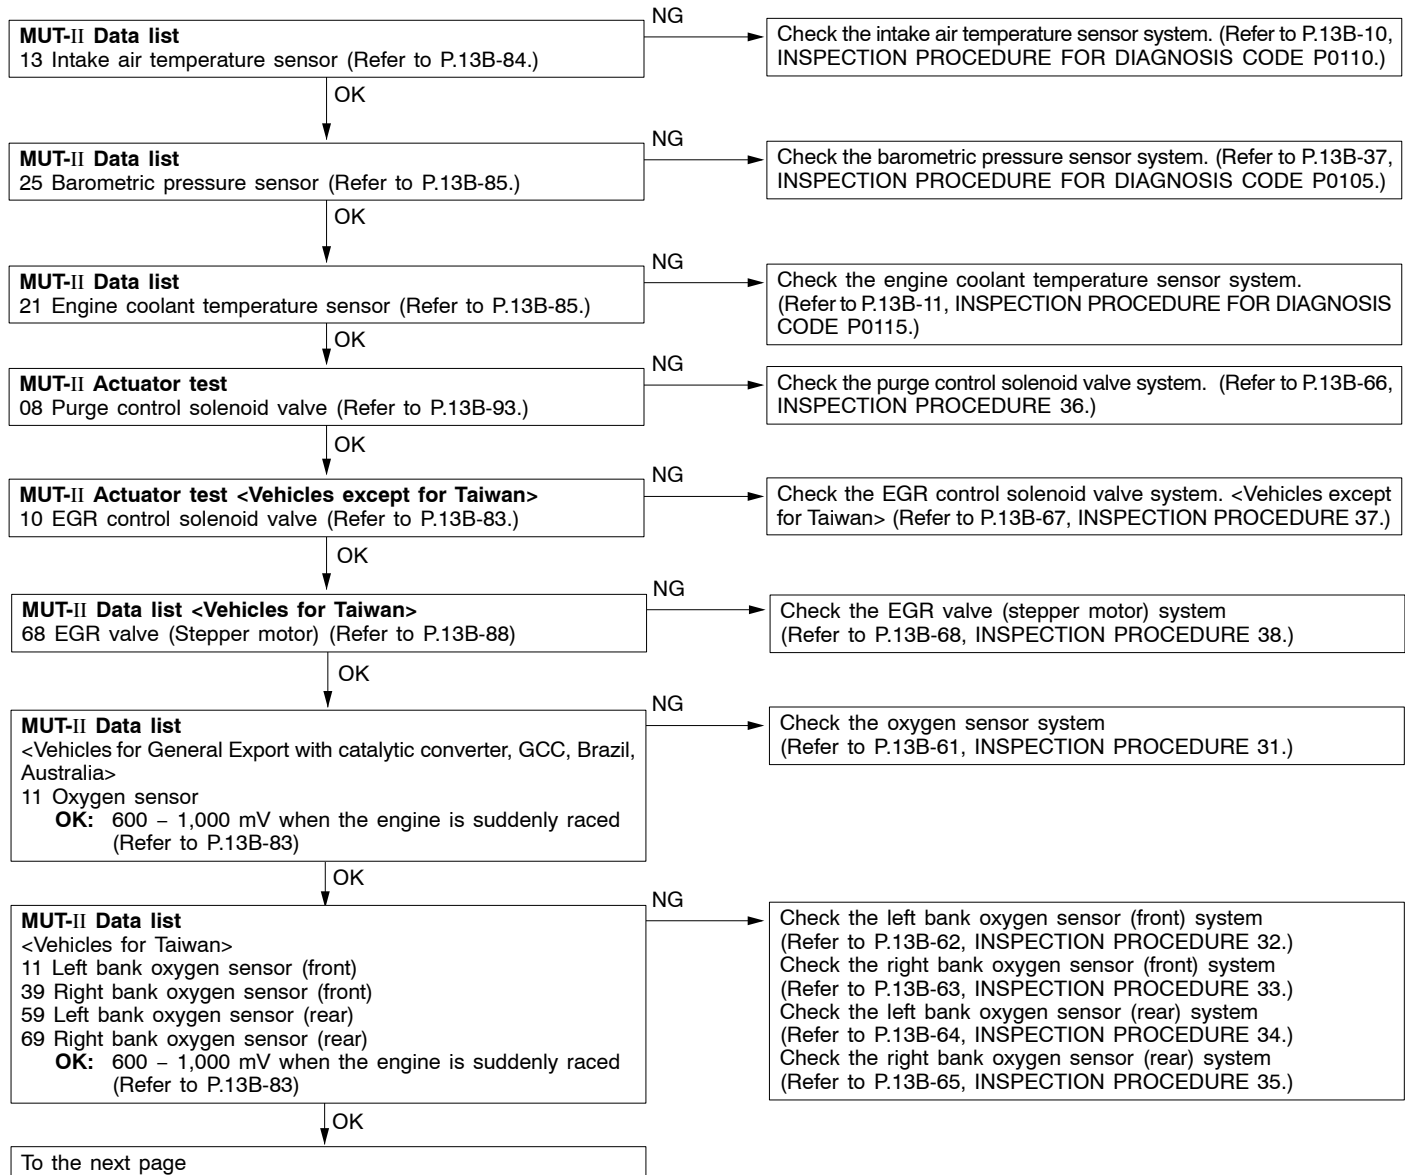 MUT-II Data list
13 Intake air temperature sensor (Refer to P.13B-84.)
NG
Check the intake air temperature sensor system. (Refer to P.13B-10,
INSPECTION PROCEDURE FOR DIAGNOSIS CODE P0110.)
OK
MUT-II Data list
25 Barometric pressure sensor (Refer to P.13B-85.)
NG
Check the barometric pressure sensor system. (Refer to P.13B-37,
INSPECTION PROCEDURE FOR DIAGNOSIS CODE P0105.)
OK
MUT-II Data list
21 Engine coolant temperature sensor (Refer to P.13B-85.)
NG
Check the engine coolant temperature sensor system.
(Refer to P.13B-11, INSPECTION PROCEDURE FOR DIAGNOSIS
CODE P0115.)
OK
MUT-II Actuator test
08 Purge control solenoid valve (Refer to P.13B-93.)
NG
Check the purge control solenoid valve system. (Refer to P.13B-66,
INSPECTION PROCEDURE 36.)
OK
MUT-II Actuator test <Vehicles except for Taiwan>
10 EGR control solenoid valve (Refer to P.13B-83.)
NG
Check the EGR control solenoid valve system. <Vehicles except
for Taiwan> (Refer to P.13B-67, INSPECTION PROCEDURE 37.)
OK
MUT-II Data list <Vehicles for Taiwan>
68 EGR valve (Stepper motor) (Refer to P.13B-88)
NG
Check the EGR valve (stepper motor) system
(Refer to P.13B-68, INSPECTION PROCEDURE 38.)
OK
MUT-II Data list
<Vehicles for General Export with catalytic converter, GCC, Brazil,
Australia>
11 Oxygen sensor
OK: 600 – 1,000 mV when the engine is suddenly raced
(Refer to P.13B-83)
NG
Check the oxygen sensor system
(Refer to P.13B-61, INSPECTION PROCEDURE 31.)
OK
MUT-II Data list
<Vehicles for Taiwan>
11 Left bank oxygen sensor (front)
39 Right bank oxygen sensor (front)
59 Left bank oxygen sensor (rear)
69 Right bank oxygen sensor (rear)
OK: 600 – 1,000 mV when the engine is suddenly raced
(Refer to P.13B-83)
NG
Check the left bank oxygen sensor (front) system
(Refer to P.13B-62, INSPECTION PROCEDURE 32.)
Check the right bank oxygen sensor (front) system
(Refer to P.13B-63, INSPECTION PROCEDURE 33.)
Check the left bank oxygen sensor (rear) system
(Refer to P.13B-64, INSPECTION PROCEDURE 34.)
Check the right bank oxygen sensor (rear) system
(Refer to P.13B-65, INSPECTION PROCEDURE 35.)
OK
To the next page